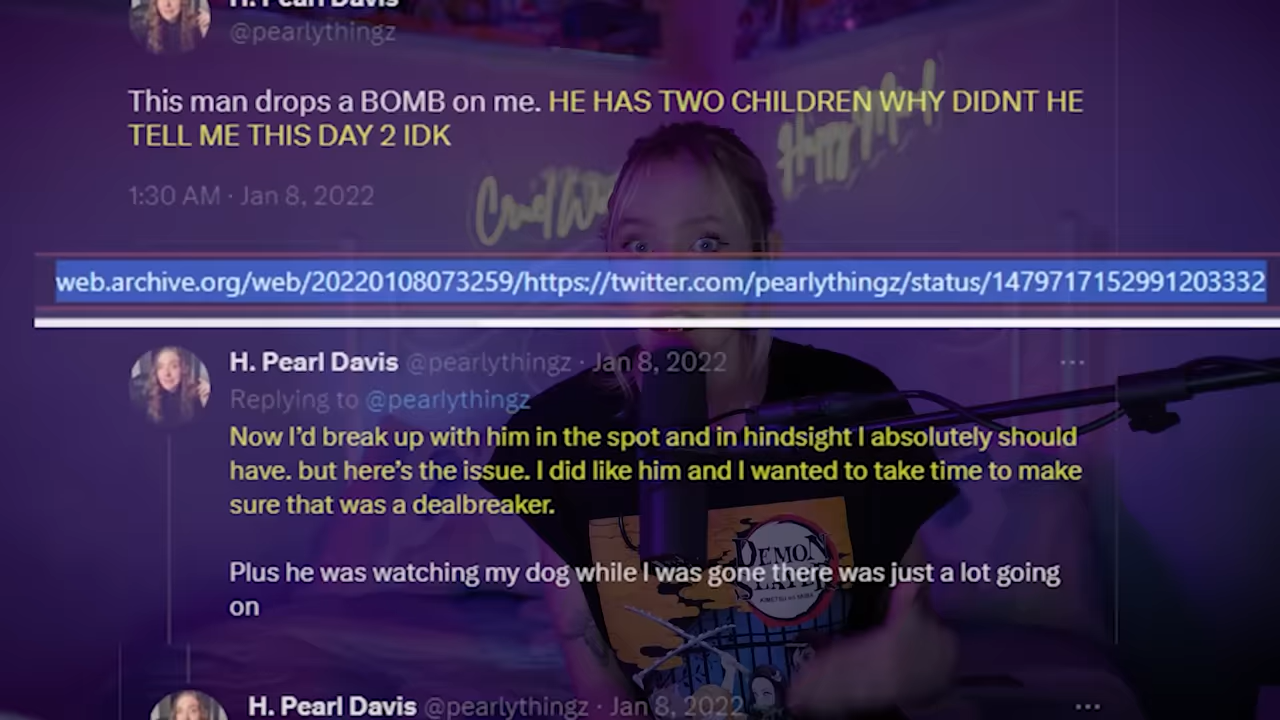 H. Pearl Davis
@pearlythingz
This man drops a BOMB on me. HE HAS TWO CHILDREN WHY DIDNT HE
TELL ME THIS DAY 2 IDK
1:30 AM · Jan 8, 2022
web.archive.org/web/20220108073259/https://twitter.com/pearlythingz/status/1479717152991203332
H. Pearl Davis @pearlythingz · Jan 8, 2022
Replying to @pearlythingz
Now I'd break up with him in the spot and in hindsight I absolutely should
have. but here's the issue. I did like him and I wanted to take time to make
sure that was a dealbreaker.
Plus he was watching my dog while I was gone there was just a lot going
on
DEMON
SLAYER
H. Pearl Davis @pearlythingz · Jan 8, 2022